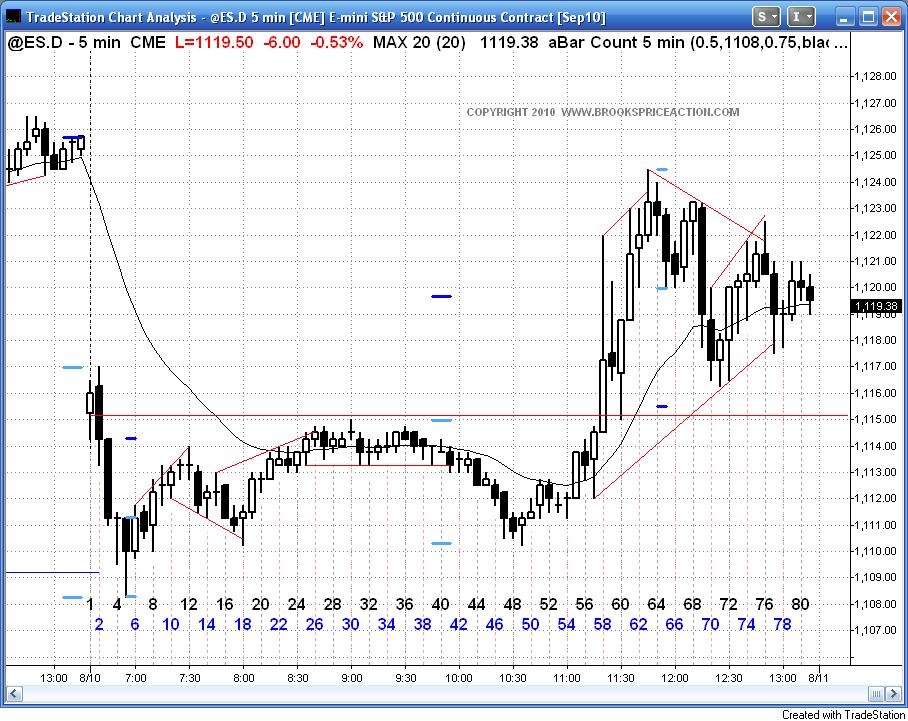 TradeStation Chart Analysis - @ES.D 5 min [CME] E-mini S&P 500 Continuous Contract [Sep10]
S
I
@ES.D - 5 min CME L=1119.50 -6.00 -0.53% MAX 20 (20) 1119.38 aBar Count 5 min (0.5,1108,0.75,blac ...
COPYRIGHT 2010 WWW.BROOKSPRICEACTION.COM
1,128.00
1,127.00
1,126.00
1,125.00
1,124.00
1,123.00
1,122.00
1,121.00
1,120.00
1,119.38
1,119.00
1,118.00
1,117.00
1,116.00
1,115.00
1,114.00
1,113.00
1,112.00
1,111.00
1,110.00
1,109.00
1,108.00
1,107.00
1 4 8 12 16 20 24 28 32 36 40 44 48 52 56 60 64 68 72 76 80
2 6 10 14 18 22 26 30 34 38 42 46 50 54 58 62 66 70 74 78
13:00 8/10 7:00 7:30 8:00 8:30 9:00 9:30 10:00 10:30 11:00 11:30 12:00 12:30 13:00 8/11
Created with TradeStation